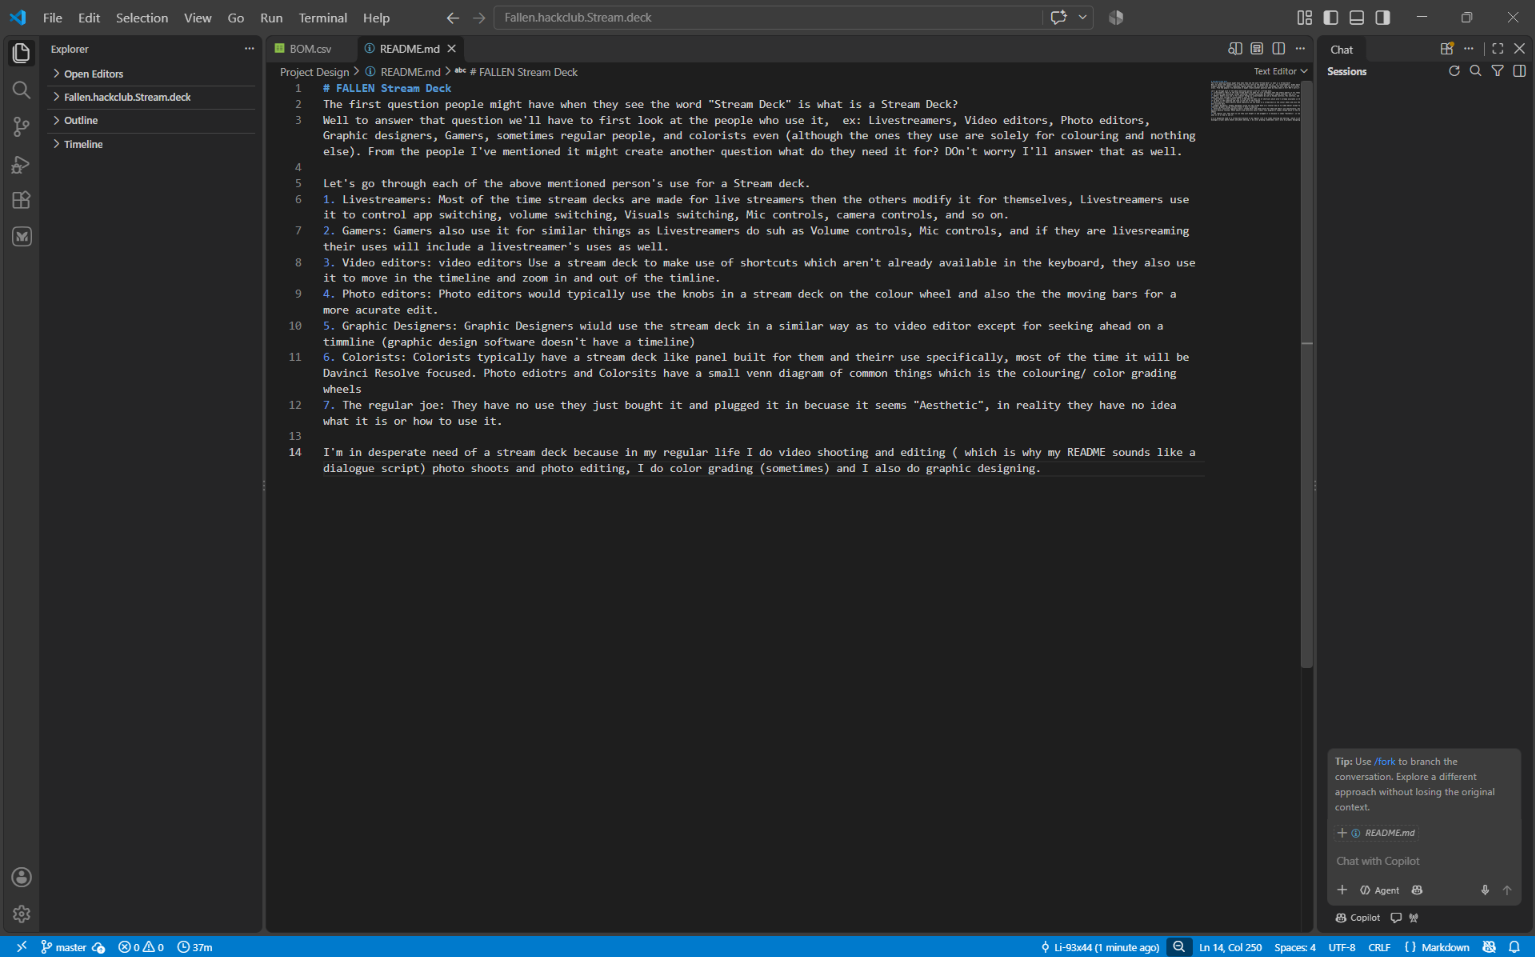 File Edit Selection View Go Run Terminal Help
Fallen.hackclub.Stream.deck
Explorer
Open Editors
Fallen.hackclub.Stream.deck
Outline
Timeline
BOM.csv
README.md
Project Design > README.md > abc # FALLEN Stream Deck
Text Editor
1 # FALLEN Stream Deck
2 The first question people might have when they see the word "Stream Deck" is what is a Stream Deck?
3 Well to answer that question we'll have to first look at the people who use it,  ex: Livestreamers, Video editors, Photo editors,
Graphic designers, Gamers, sometimes regular people, and colorists even (although the ones they use are solely for colouring and nothing
else). From the people I've mentioned it might create another question what do they need it for? DOn't worry I'll answer that as well.
4
5 Let's go through each of the above mentioned person's use for a Stream deck.
6 1. Livestreamers: Most of the time stream decks are made for live streamers then the others modify it for themselves, Livestreamers use
it to control app switching, volume switching, Visuals switching, Mic controls, camera controls, and so on.
7 2. Gamers: Gamers also use it for similar things as Livestreamers do suh as Volume controls, Mic controls, and if they are livesreaming
their uses will include a livestreamer's uses as well.
8 3. Video editors: video editors Use a stream deck to make use of shortcuts which aren't already available in the keyboard, they also use
it to move in the timeline and zoom in and out of the timline.
9 4. Photo editors: Photo editors would typically use the knobs in a stream deck on the colour wheel and also the the moving bars for a
more acurate edit.
10 5. Graphic Designers: Graphic Designers wiuld use the stream deck in a similar way as to video editor except for seeking ahead on a
timmline (graphic design software doesn't have a timeline)
11 6. Colorists: Colorists typically have a stream deck like panel built for them and theirr use specifically, most of the time it will be
Davinci Resolve focused. Photo ediotrs and Colorsits have a small venn diagram of common things which is the colouring/ color grading
wheels
12 7. The regular joe: They have no use they just bought it and plugged it in becuase it seems "Aesthetic", in reality they have no idea
what it is or how to use it.
13
14 I'm in desperate need of a stream deck because in my regular life I do video shooting and editing ( which is why my README sounds like a
dialogue script) photo shoots and photo editing, I do color grading (sometimes) and I also do graphic designing.
Chat
Sessions
Tip: Use /fork to branch the
conversation. Explore a different
approach without losing the original
context.
README.md
Chat with Copilot
Agent
Copilot
master 0 0 37m
Li-93x44 (1 minute ago) Ln 14, Col 250 Spaces: 4 UTF-8 CRLF {} Markdown